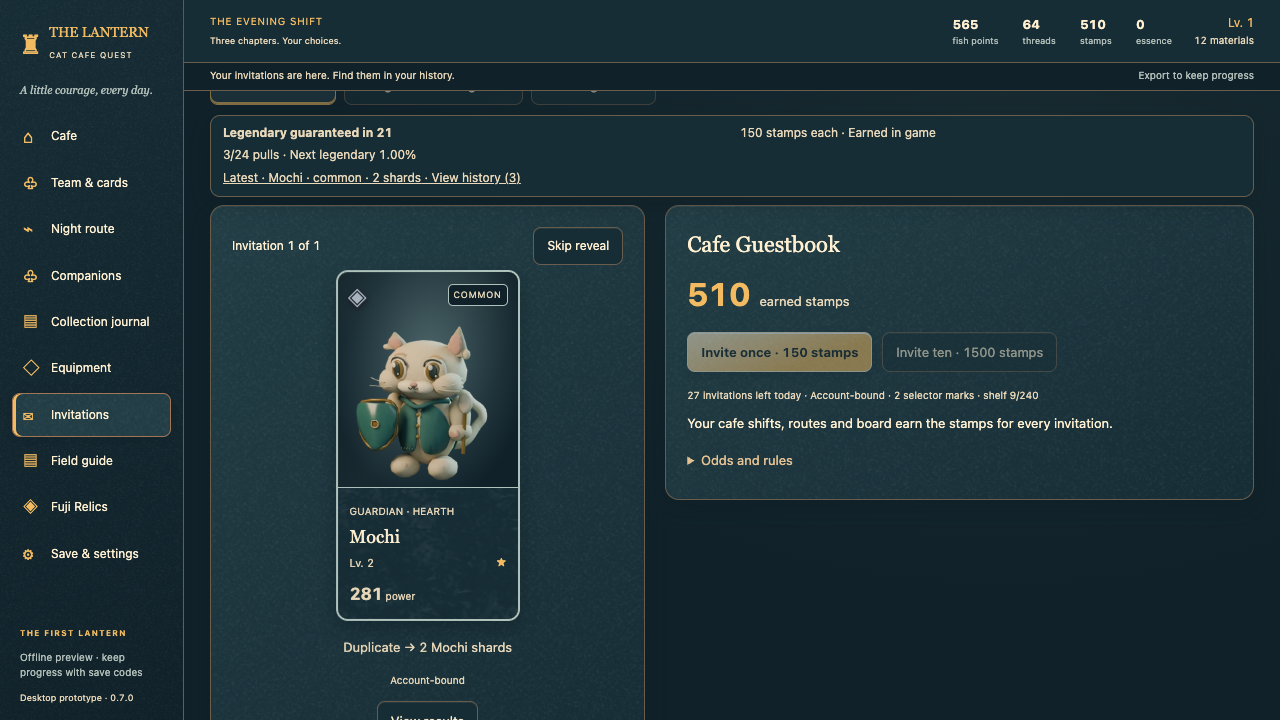 THE LANTERN
CAT CAFE QUEST
A little courage, every day.
Cafe
Team & cards
Night route
Companions
Collection journal
Equipment
Invitations
Field guide
Fuji Relics
Save & settings
THE FIRST LANTERN
Offline preview · keep
progress with save codes
Desktop prototype · 0.7.0
THE EVENING SHIFT
Three chapters. Your choices.
565
fish points
64
threads
510
stamps
0
essence
Lv. 1
12 materials
Your invitations are here. Find them in your history.
Export to keep progress
Legendary guaranteed in 21
150 stamps each · Earned in game
3/24 pulls · Next legendary 1.00%
Latest · Mochi · common · 2 shards · View history (3)
Invitation 1 of 1
Skip reveal
COMMON
GUARDIAN · HEARTH
Mochi
Lv. 2
281 power
Duplicate → 2 Mochi shards
Account-bound
View results
Cafe Guestbook
510 earned stamps
Invite once · 150 stamps
Invite ten · 1500 stamps
27 invitations left today · Account-bound · 2 selector marks · shelf 9/240
Your cafe shifts, routes and board earn the stamps for every invitation.
Odds and rules